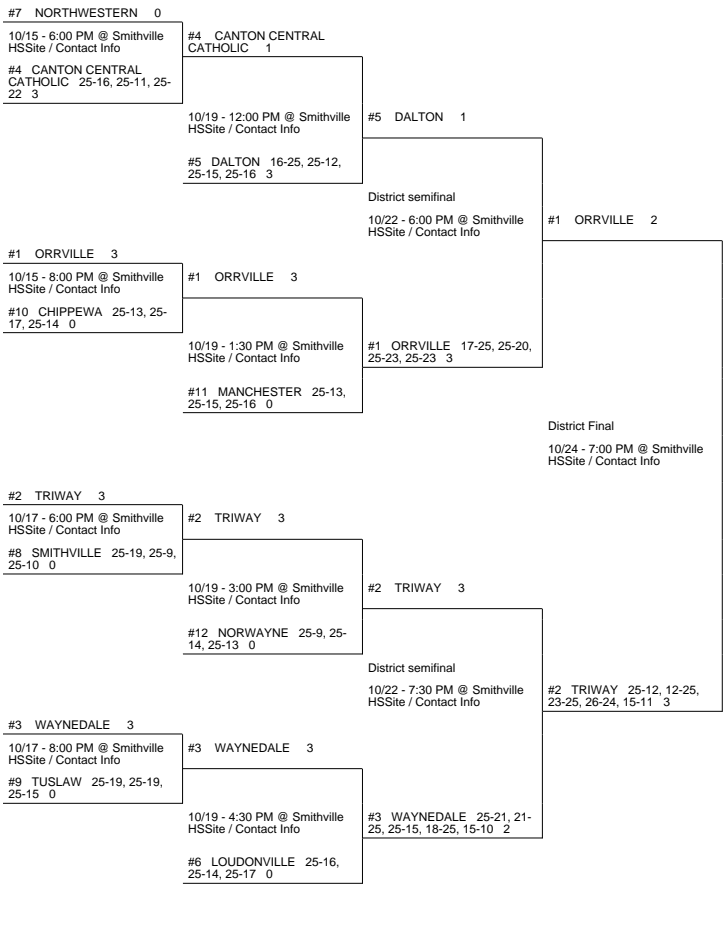 #7 NORTHWESTERN 0
10/15 - 6:00 PM @ Smithville
HSSite / Contact Info
#4 CANTON CENTRAL
CATHOLIC 25-16, 25-11, 25-
22 3
#4 CANTON CENTRAL
CATHOLIC 1
10/19 - 12:00 PM @ Smithville
HSSite / Contact Info
#5 DALTON 16-25, 25-12,
25-15, 25-16 3
#5 DALTON 1
District semifinal
10/22 - 6:00 PM @ Smithville
HSSite / Contact Info
#1 ORRVILLE 2
#1 ORRVILLE 3
10/15 - 8:00 PM @ Smithville
HSSite / Contact Info
#10 CHIPPEWA 25-13, 25-
17, 25-14 0
#1 ORRVILLE 3
10/19 - 1:30 PM @ Smithville
HSSite / Contact Info
#11 MANCHESTER 25-13,
25-15, 25-16 0
#1 ORRVILLE 17-25, 25-20,
25-23, 25-23 3
District Final
10/24 - 7:00 PM @ Smithville
HSSite / Contact Info
#2 TRIWAY 3
10/17 - 6:00 PM @ Smithville
HSSite / Contact Info
#8 SMITHVILLE 25-19, 25-9,
25-10 0
#2 TRIWAY 3
10/19 - 3:00 PM @ Smithville
HSSite / Contact Info
#12 NORWAYNE 25-9, 25-
14, 25-13 0
#2 TRIWAY 3
District semifinal
10/22 - 7:30 PM @ Smithville
HSSite / Contact Info
#2 TRIWAY 25-12, 12-25,
23-25, 26-24, 15-11 3
#3 WAYNEDALE 3
10/17 - 8:00 PM @ Smithville
HSSite / Contact Info
#9 TUSLAW 25-19, 25-19,
25-15 0
#3 WAYNEDALE 3
10/19 - 4:30 PM @ Smithville
HSSite / Contact Info
#6 LOUDONVILLE 25-16,
25-14, 25-17 0
#3 WAYNEDALE 25-21, 21-
25, 25-15, 18-25, 15-10 2